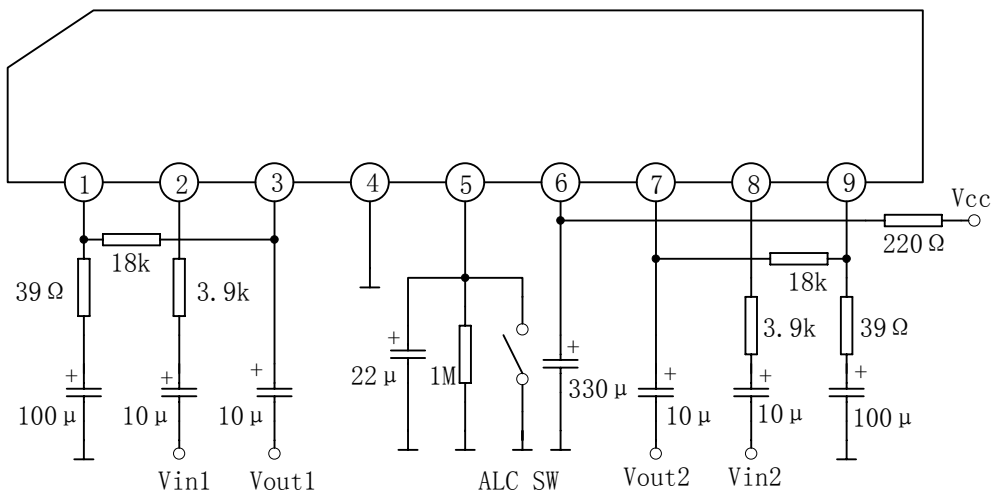 1 2 3 4 5 6 7 8 9
Vcc
220Ω
18k
18k
39Ω
3.9k
3.9k
39Ω
+ + + + + + + +
22μ
1M
330μ
100μ
10μ
10μ
10μ
10μ
100μ
Vin1
Vout1
ALC SW
Vout2
Vin2